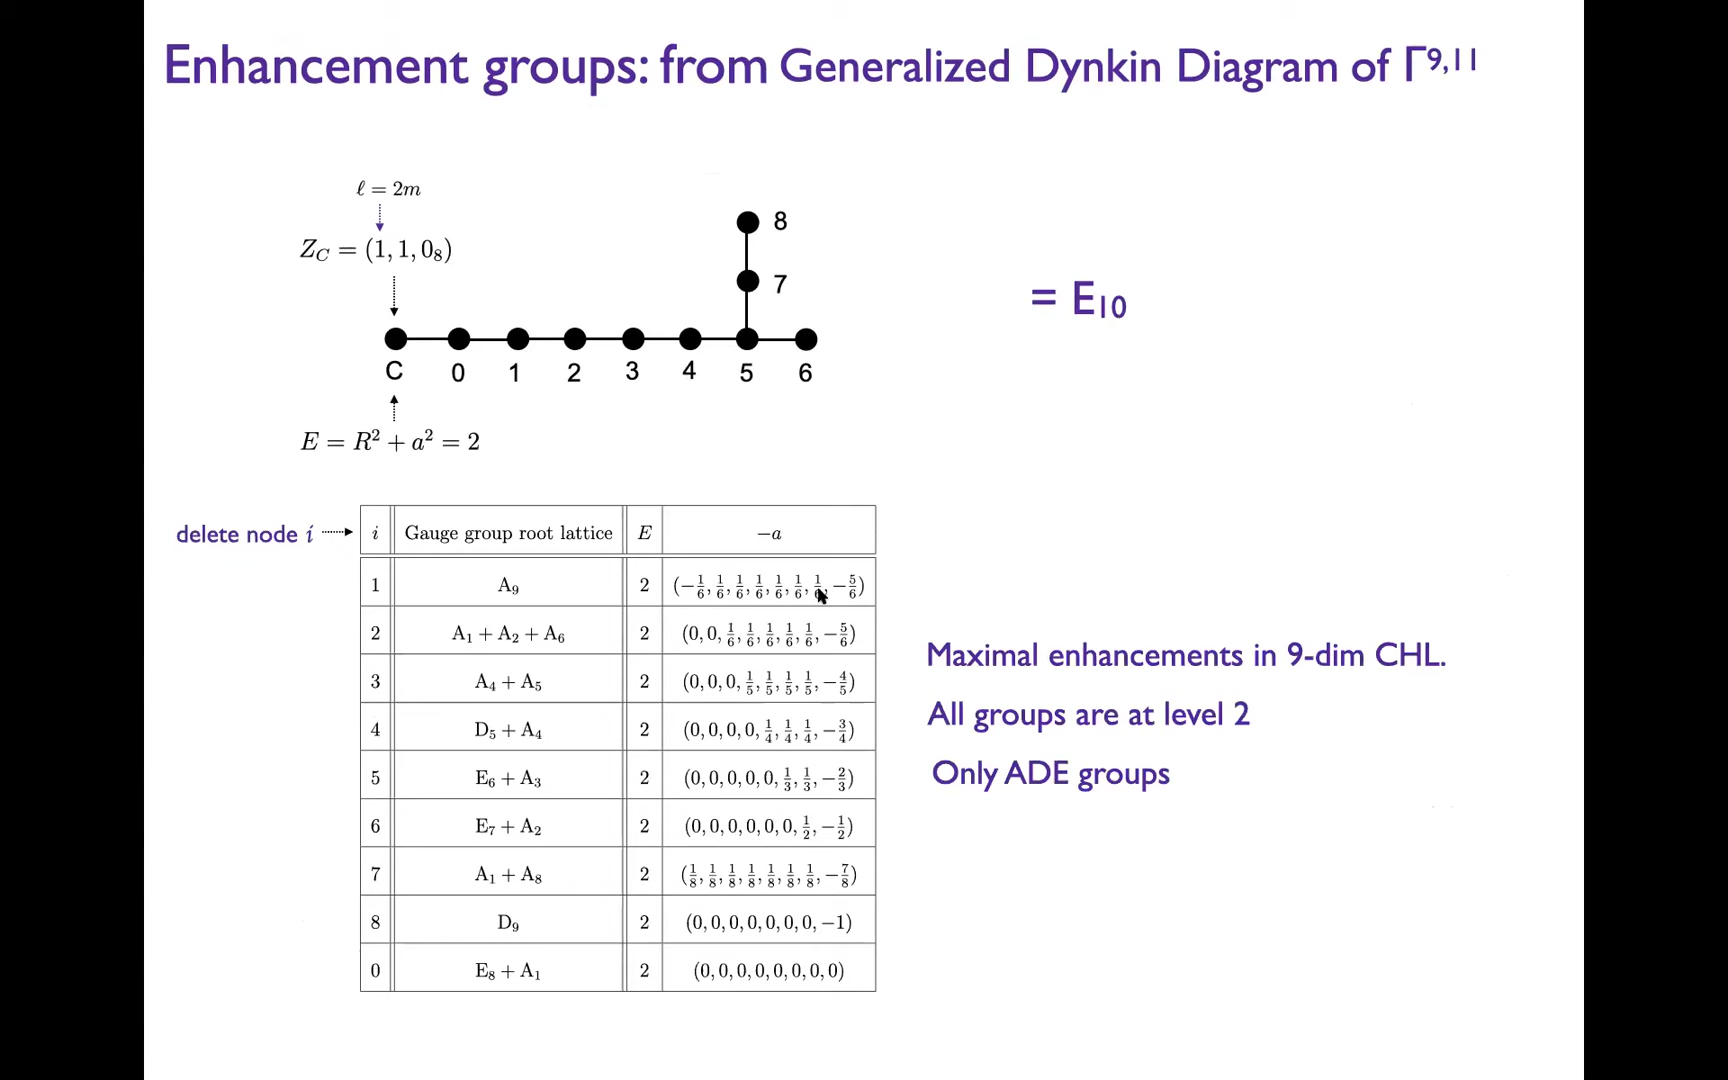 Enhancement groups: from Generalized Dynkin Diagram of Γ⁹,¹¹
ℓ = 2m
Z_C = (1, 1, 0₈)
8
7
= E₁₀
C 0 1 2 3 4 5 6
E = R² + a² = 2
delete node i
i Gauge group root lattice E −a
1 A₉ 2 (−1/6, 1/6, 1/6, 1/6, 1/6, 1/6, 1/6, −5/6)
2 A₁ + A₂ + A₆ 2 (0, 0, 1/6, 1/6, 1/6, 1/6, 1/6, −5/6)
3 A₄ + A₅ 2 (0, 0, 0, 1/5, 1/5, 1/5, 1/5, −4/5)
4 D₅ + A₄ 2 (0, 0, 0, 0, 1/4, 1/4, 1/4, −3/4)
5 E₆ + A₃ 2 (0, 0, 0, 0, 0, 1/3, 1/3, −2/3)
6 E₇ + A₂ 2 (0, 0, 0, 0, 0, 0, 1/2, −1/2)
7 A₁ + A₈ 2 (1/8, 1/8, 1/8, 1/8, 1/8, 1/8, 1/8, −7/8)
8 D₉ 2 (0, 0, 0, 0, 0, 0, 0, −1)
0 E₈ + A₁ 2 (0, 0, 0, 0, 0, 0, 0, 0)
Maximal enhancements in 9-dim CHL.
All groups are at level 2
Only ADE groups